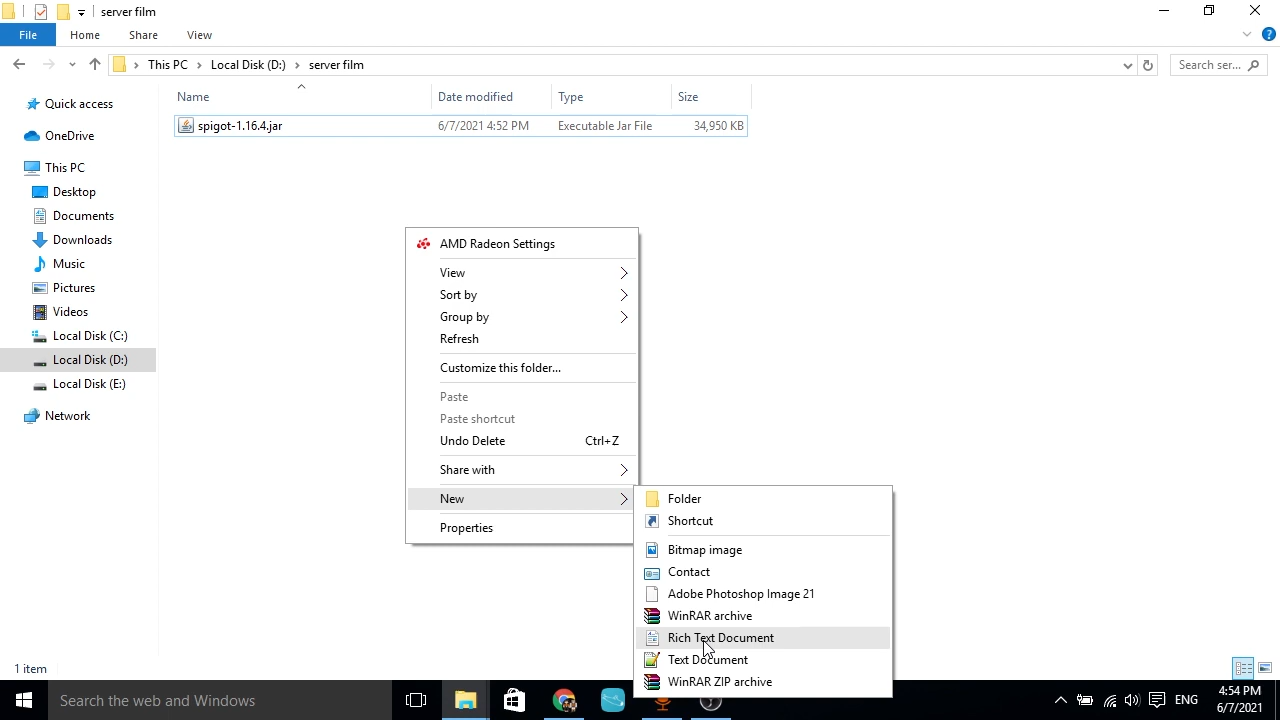 server film
File Home Share View
This PC Local Disk (D:) server film Search ser...
Quick access
OneDrive
This PC
Desktop
Documents
Downloads
Music
Pictures
Videos
Local Disk (C:)
Local Disk (D:)
Local Disk (E:)
Network
Name Date modified Type Size
spigot-1.16.4.jar 6/7/2021 4:52 PM Executable Jar File 34,950 KB
AMD Radeon Settings
View
Sort by
Group by
Refresh
Customize this folder...
Paste
Paste shortcut
Undo Delete Ctrl+Z
Share with
New
Properties
Folder
Shortcut
Bitmap image
Contact
Adobe Photoshop Image 21
WinRAR archive
Rich Text Document
Text Document
WinRAR ZIP archive
1 item
Search the web and Windows
ENG
4:54 PM
6/7/2021